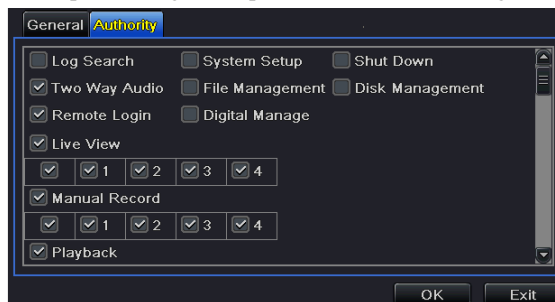 General Authority
Log Search System Setup Shut Down
Two Way Audio File Management Disk Management
Remote Login Digital Manage
Live View
1 2 3 4
Manual Record
1 2 3 4
Playback
OK Exit